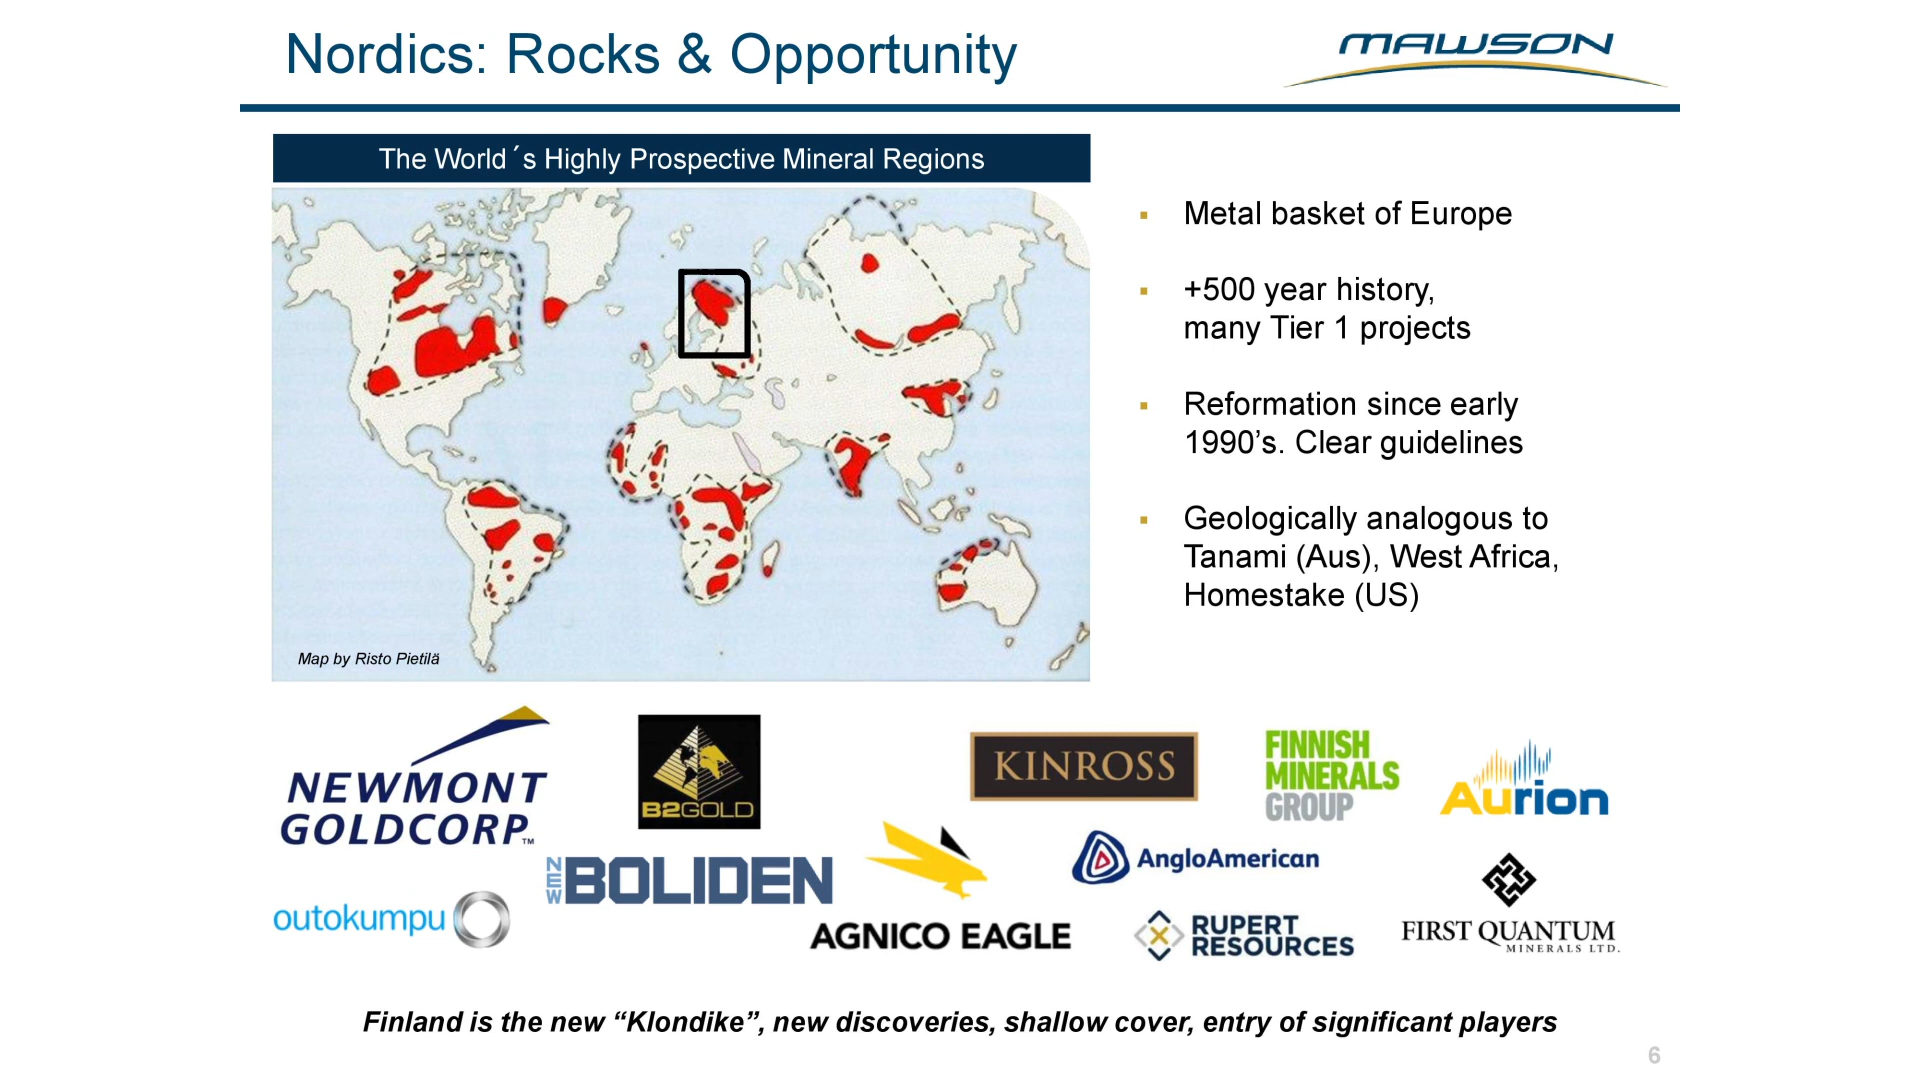 Nordics: Rocks & Opportunity
MAWSON
The World´s Highly Prospective Mineral Regions
Map by Risto Pietilä
▪ Metal basket of Europe
▪ +500 year history,
many Tier 1 projects
▪ Reformation since early
1990’s. Clear guidelines
▪ Geologically analogous to
Tanami (Aus), West Africa,
Homestake (US)
NEWMONT
GOLDCORP™
B2GOLD
KINROSS
FINNISH
MINERALS
GROUP
Aurion
outokumpu
NEW BOLIDEN
AGNICO EAGLE
AngloAmerican
RUPERT
RESOURCES
FIRST QUANTUM
MINERALS LTD.
Finland is the new “Klondike”, new discoveries, shallow cover, entry of significant players
6